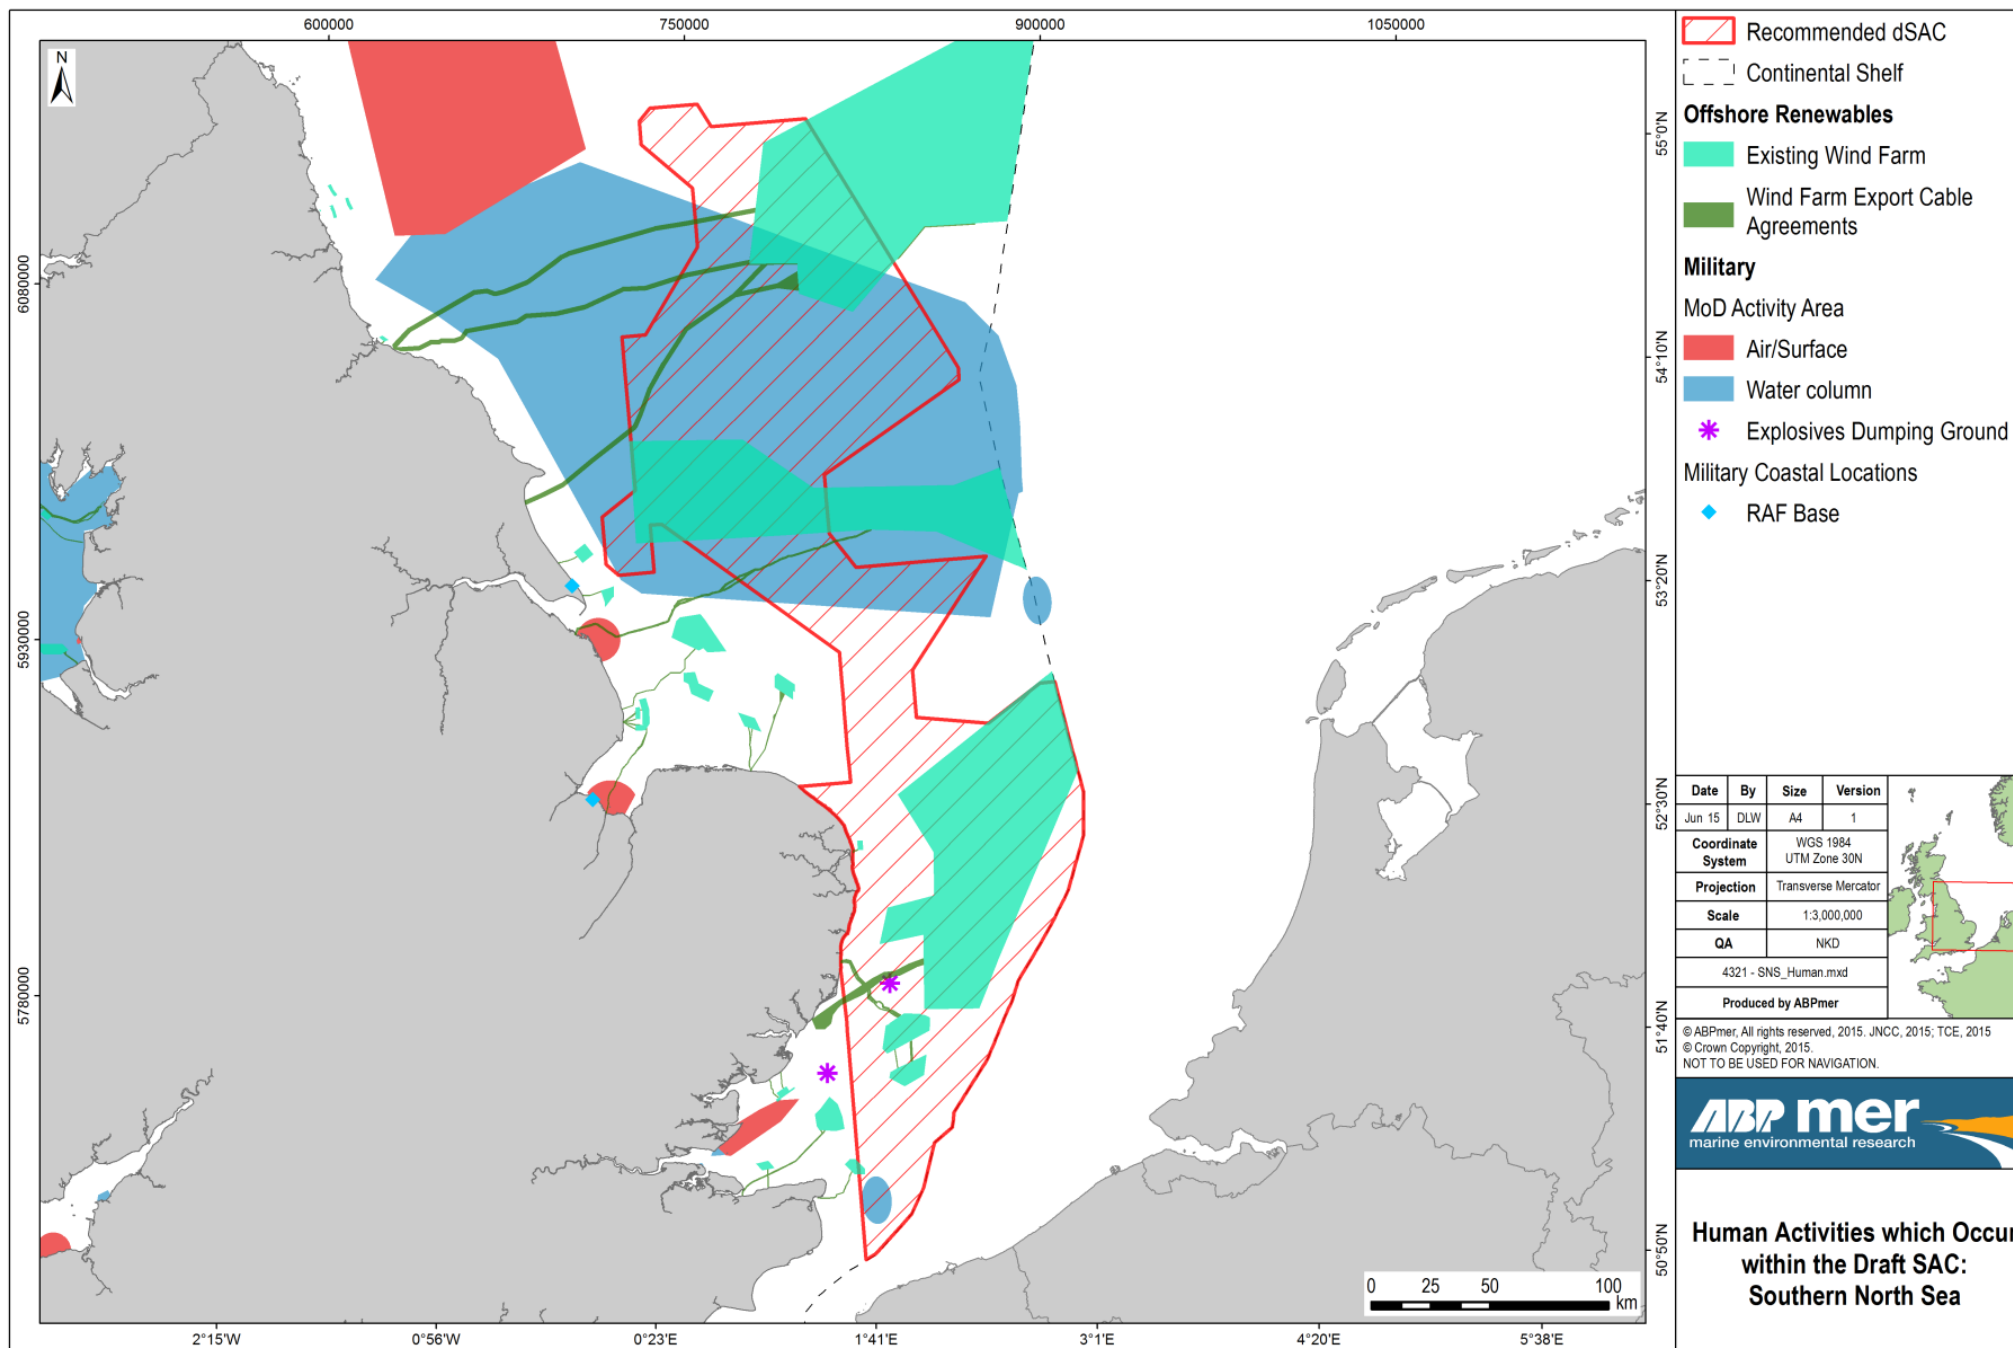 600000
750000
900000
1050000
N
6080000
5930000
5780000
55°0'N
54°10'N
53°20'N
52°30'N
51°40'N
50°50'N
2°15'W
0°56'W
0°23'E
1°41'E
3°1'E
4°20'E
5°38'E
0 25 50 100
km
Recommended dSAC
Continental Shelf
Offshore Renewables
Existing Wind Farm
Wind Farm Export Cable
Agreements
Military
MoD Activity Area
Air/Surface
Water column
Explosives Dumping Ground
Military Coastal Locations
RAF Base
Date By Size Version
Jun 15 DLW A4 1
Coordinate
System
WGS 1984
UTM Zone 30N
Projection Transverse Mercator
Scale 1:3,000,000
QA NKD
4321 - SNS_Human.mxd
Produced by ABPmer
© ABPmer, All rights reserved, 2015. JNCC, 2015; TCE, 2015
© Crown Copyright, 2015.
NOT TO BE USED FOR NAVIGATION.
ABP mer
marine environmental research
Human Activities which Occur
within the Draft SAC:
Southern North Sea